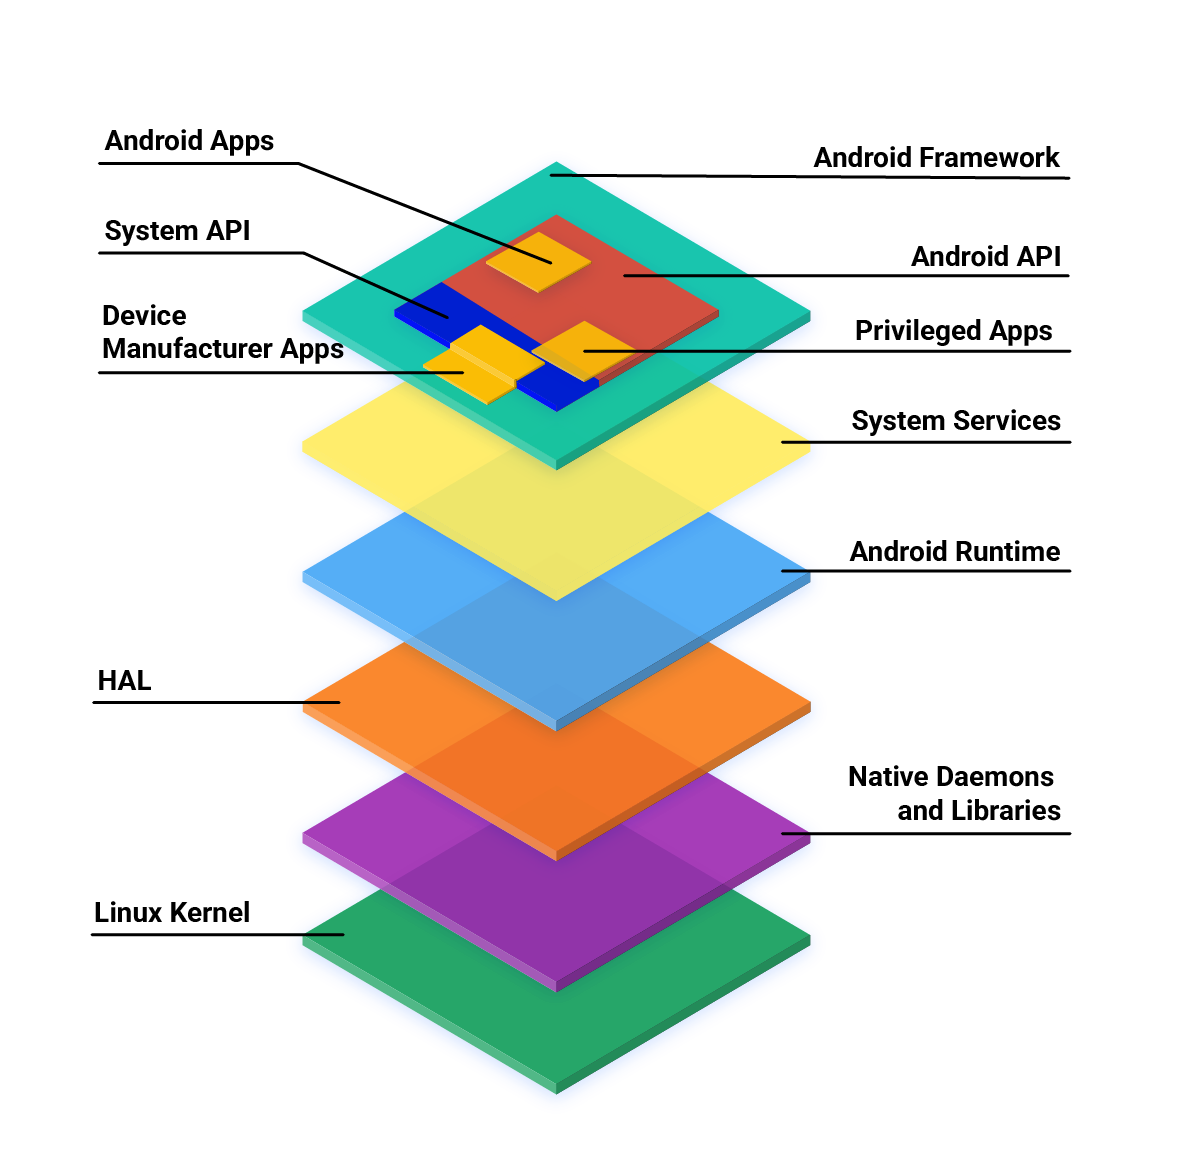 Android Apps
Android Framework
System API
Android API
Device
Manufacturer Apps
Privileged Apps
System Services
Android Runtime
HAL
Native Daemons
and Libraries
Linux Kernel